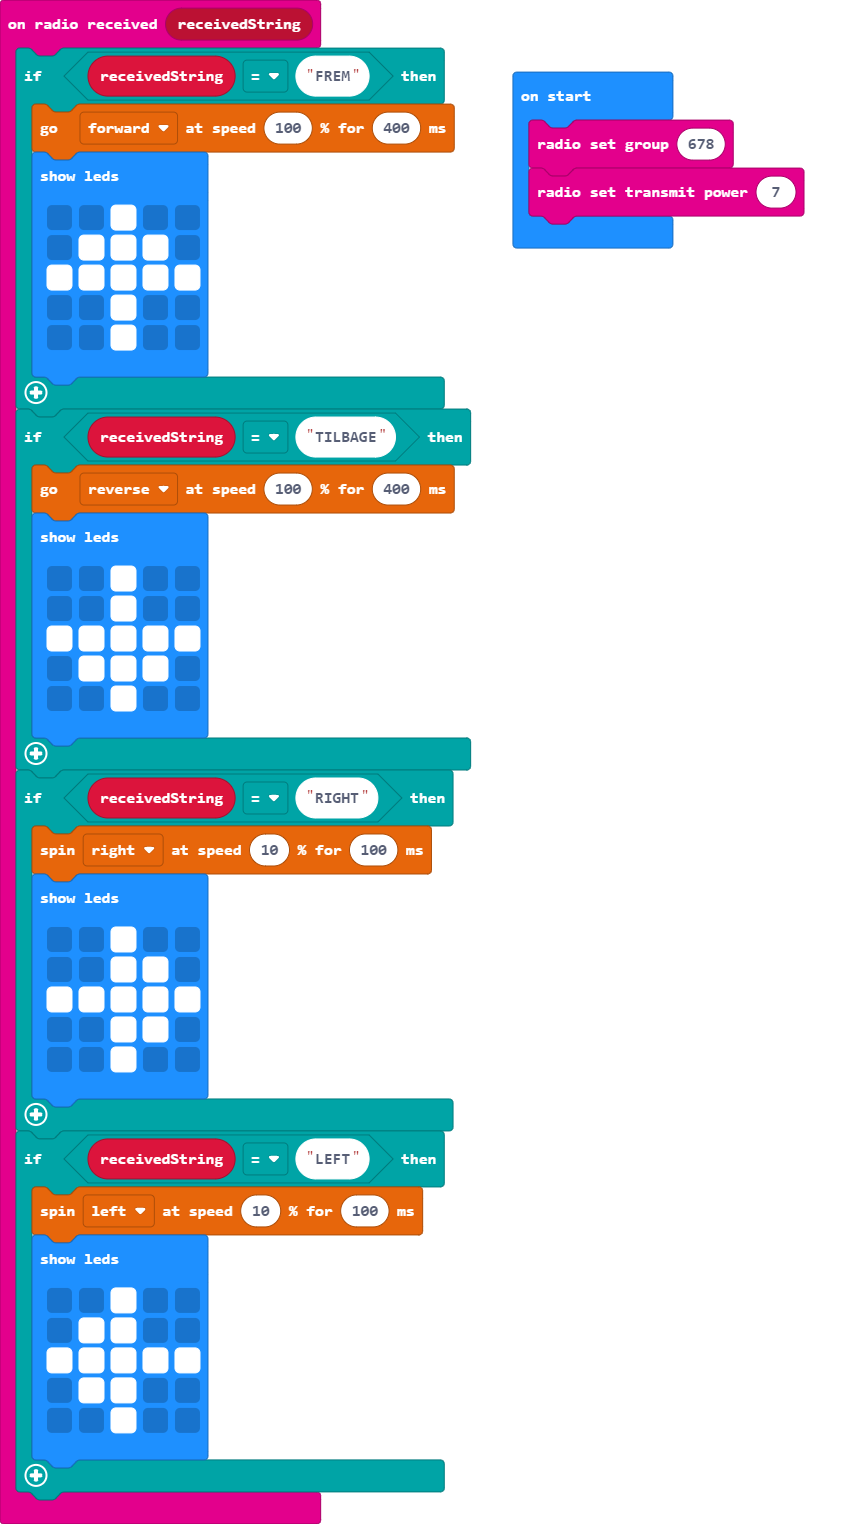 on radio received receivedString
if receivedString = "FREM" then
go forward at speed 100 % for 400 ms
show leds
if receivedString = "TILBAGE" then
go reverse at speed 100 % for 400 ms
show leds
if receivedString = "RIGHT" then
spin right at speed 10 % for 100 ms
show leds
if receivedString = "LEFT" then
spin left at speed 10 % for 100 ms
show leds
on start
radio set group 678
radio set transmit power 7